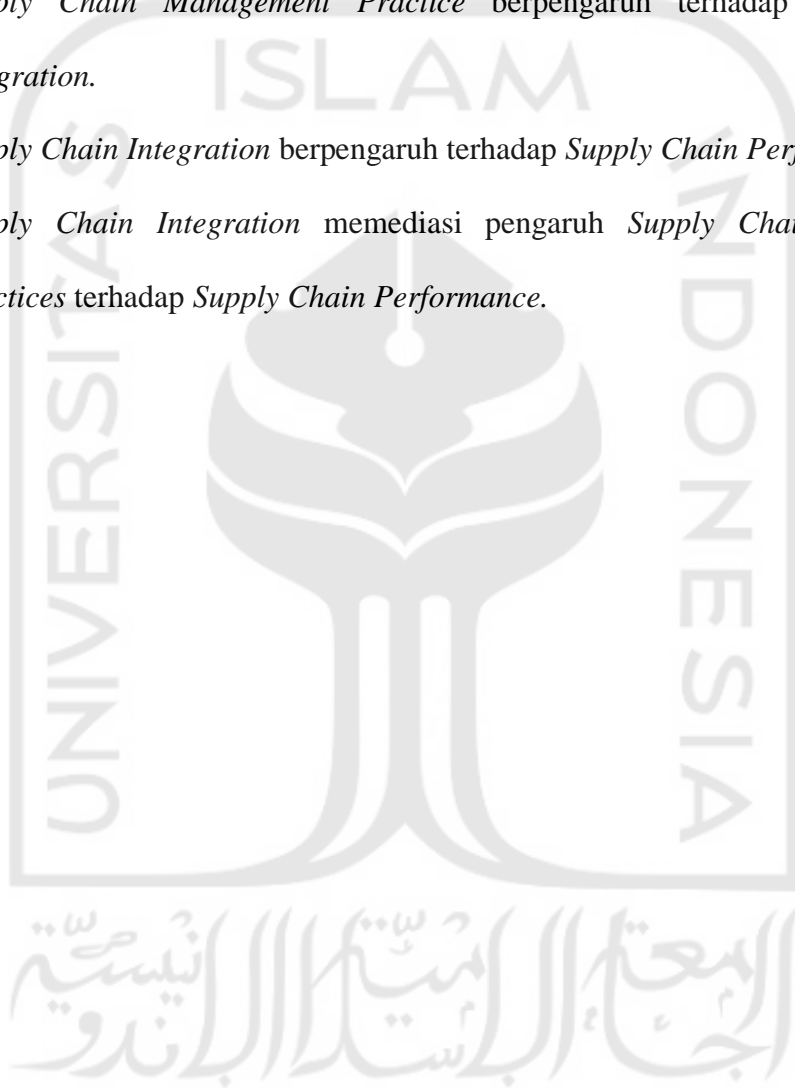 ply Chain Management Practice berpengaruh terhadap
gration.
ply Chain Integration berpengaruh terhadap Supply Chain Perf
ply Chain Integration memediasi pengaruh Supply Chai
ctices terhadap Supply Chain Performance.
ISLAM
UNIVERSITAS
INDONESIA